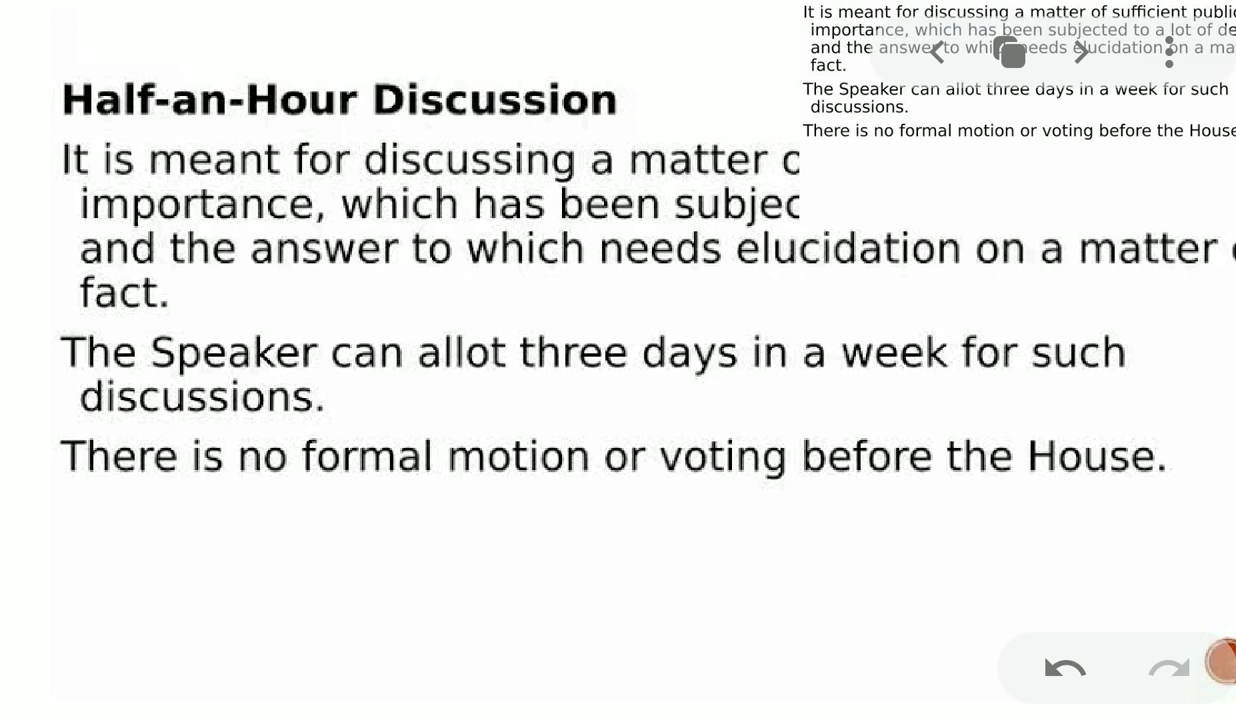 Half-an-Hour Discussion
It is meant for discussing a matter
importance, which has been
and the answer to which needs elucidation on a matter
fact.
The Speaker can allot three days in a week for such
discussions.
There is no formal motion or voting before the House.
It is meant for discussing a matter of sufficient public
importance, which has been subjected to a lot of
and the answer to which needs elucidation on a
fact.
The Speaker can allot three days in a week for such
discussions.
There is no formal motion or voting before the House